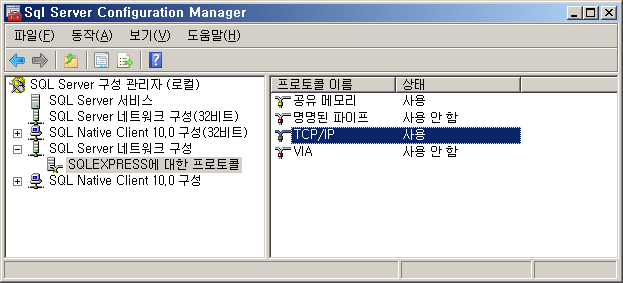 Sql Server Configuration Manager
파일(F) 동작(A) 보기(V) 도움말(H)
SQL Server 구성 관리자 (로컬)
SQL Server 서비스
SQL Server 네트워크 구성(32비트)
SQL Native Client 10.0 구성(32비트)
SQL Server 네트워크 구성
SQLEXPRESS에 대한 프로토콜
SQL Native Client 10.0 구성
프로토콜 이름 상태
공유 메모리 사용
명명된 파이프 사용 안 함
TCP/IP 사용
VIA 사용 안 함